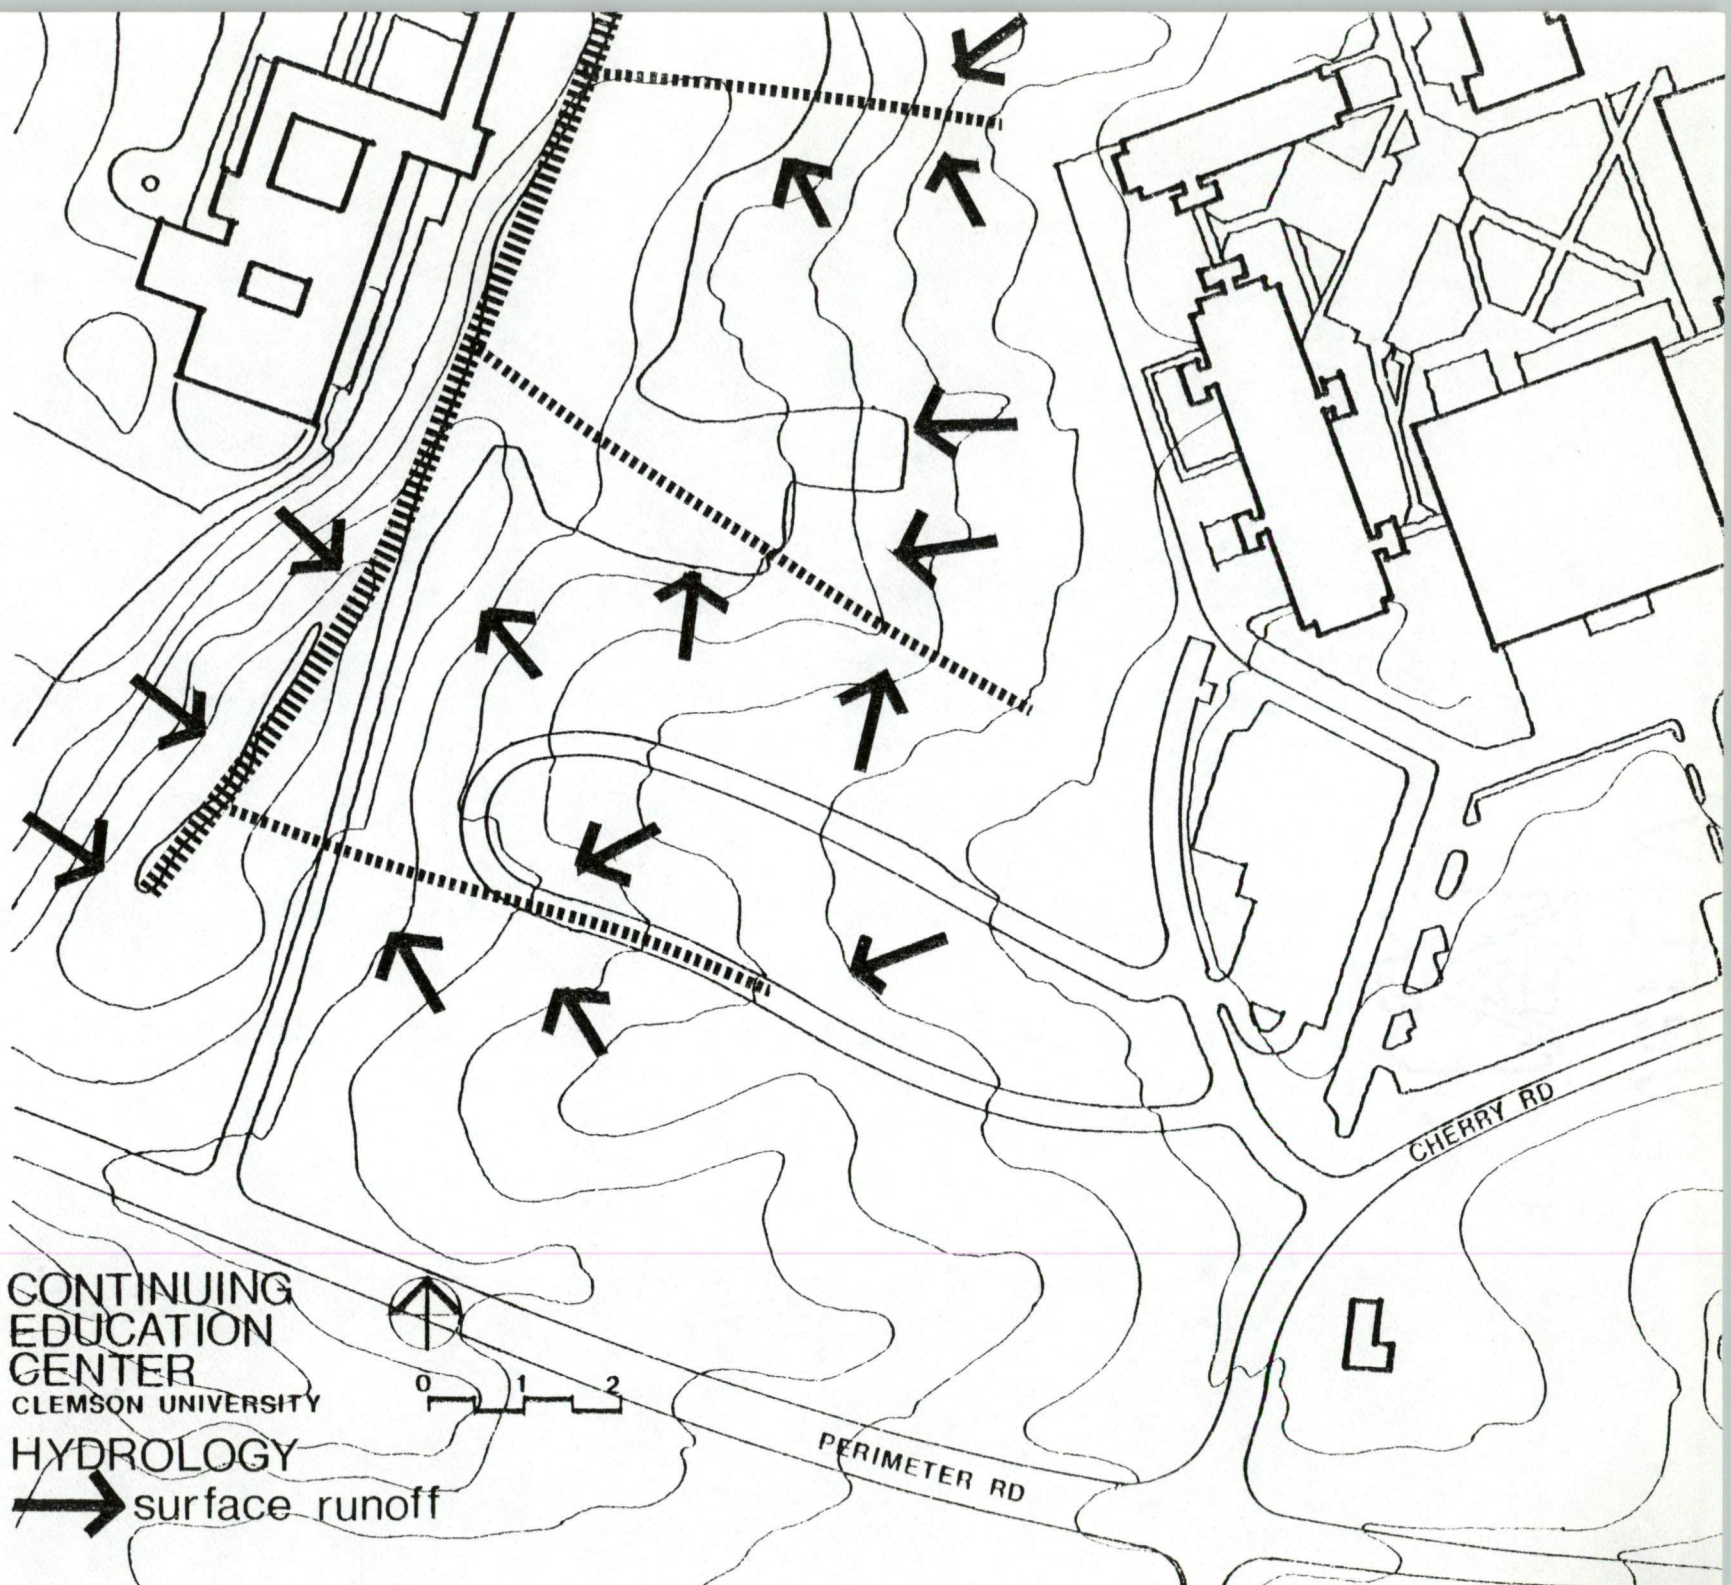 CHERRY RD
CONTINUING
EDUCATION
CENTER
CLEMSON UNIVERSITY
0 1 2
PERIMETER RD
HYDROLOGY
surface runoff